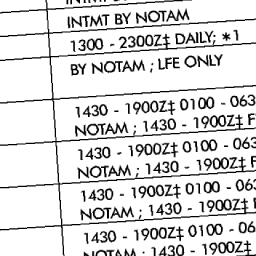 INTMT BY NOTAM
1300 - 2300Z‡ DAILY; *1
BY NOTAM ; LFE ONLY
1430 - 1900Z‡ 0100 - 063
NOTAM ; 1430 - 1900Z‡ F
1430 - 1900Z‡ 0100 - 063
NOTAM ; 1430 - 1900Z‡ F
1430 - 1900Z‡ 0100 - 063
NOTAM ; 1430 - 1900Z‡
1430 - 1900Z‡ 0100 - 06
NOTAM ; 1430 - 1900Z‡